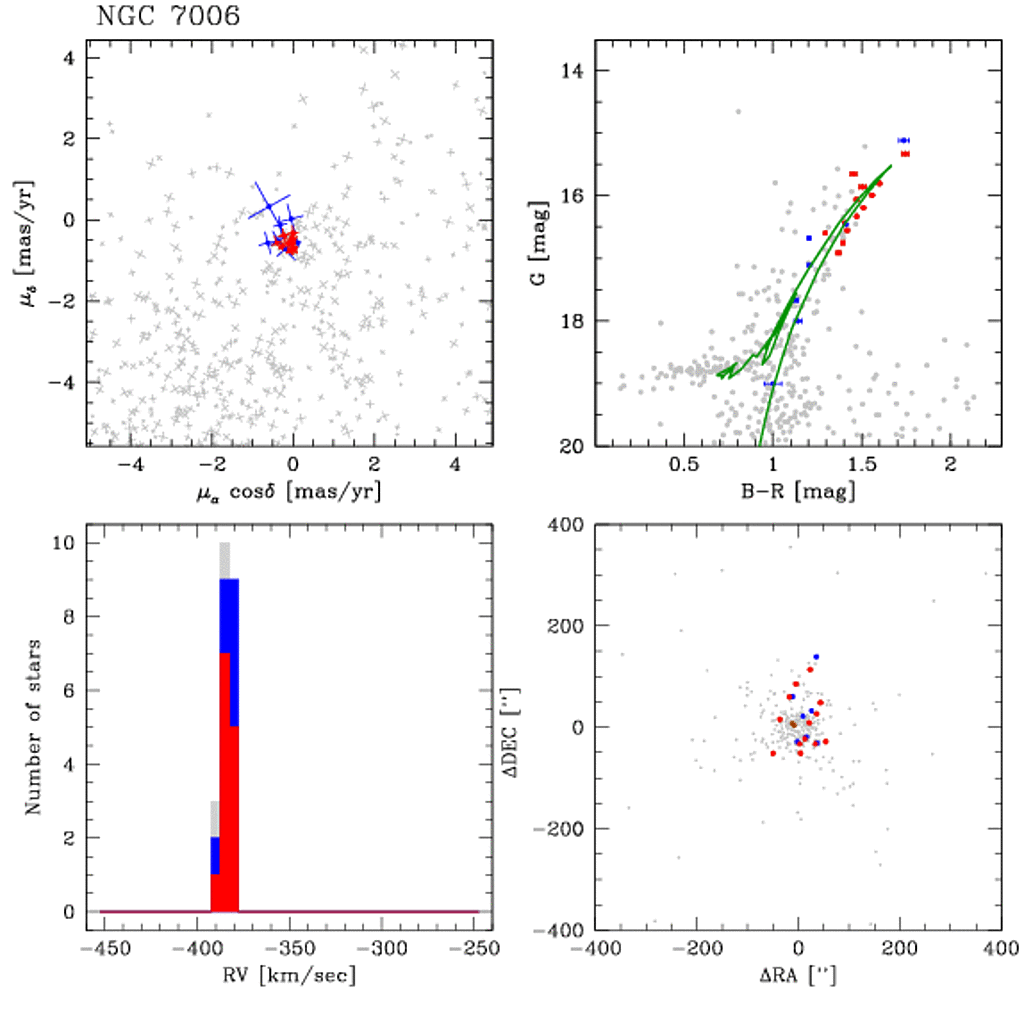 NGC 7006
4
2
0
−2
−4
μδ [mas/yr]
−4 −2 0 2 4
μα cosδ [mas/yr]
14
16
18
20
G [mag]
0.5 1 1.5 2
B−R [mag]
10
8
6
4
2
0
Number of stars
−450 −400 −350 −300 −250
RV [km/sec]
400
200
0
−200
−400
ΔDEC ['']
−400 −200 0 200 400
ΔRA ['']